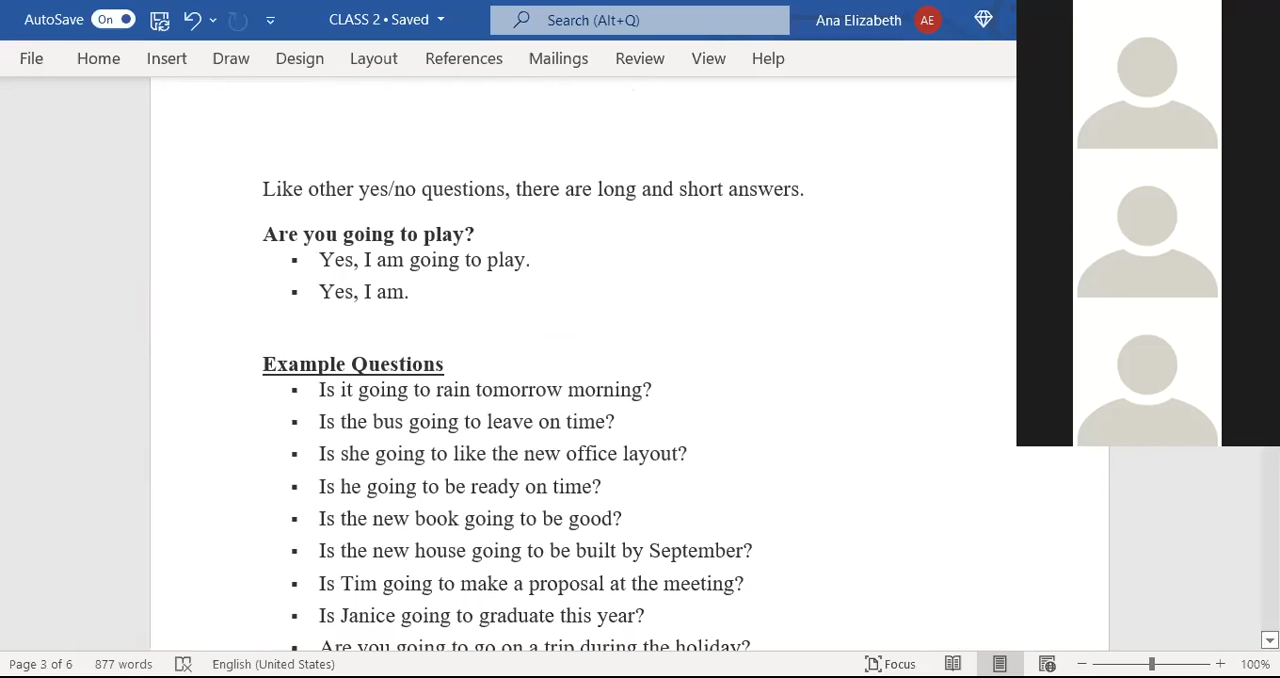 AutoSave On CLASS 2 • Saved Search (Alt+Q) Ana Elizabeth AE
File Home Insert Draw Design Layout References Mailings Review View Help
Like other yes/no questions, there are long and short answers.
Are you going to play?
▪ Yes, I am going to play.
▪ Yes, I am.
Example Questions
▪ Is it going to rain tomorrow morning?
▪ Is the bus going to leave on time?
▪ Is she going to like the new office layout?
▪ Is he going to be ready on time?
▪ Is the new book going to be good?
▪ Is the new house going to be built by September?
▪ Is Tim going to make a proposal at the meeting?
▪ Is Janice going to graduate this year?
▪ Are you going to go on a trip during the holiday?
Page 3 of 6 877 words English (United States) Focus 100%